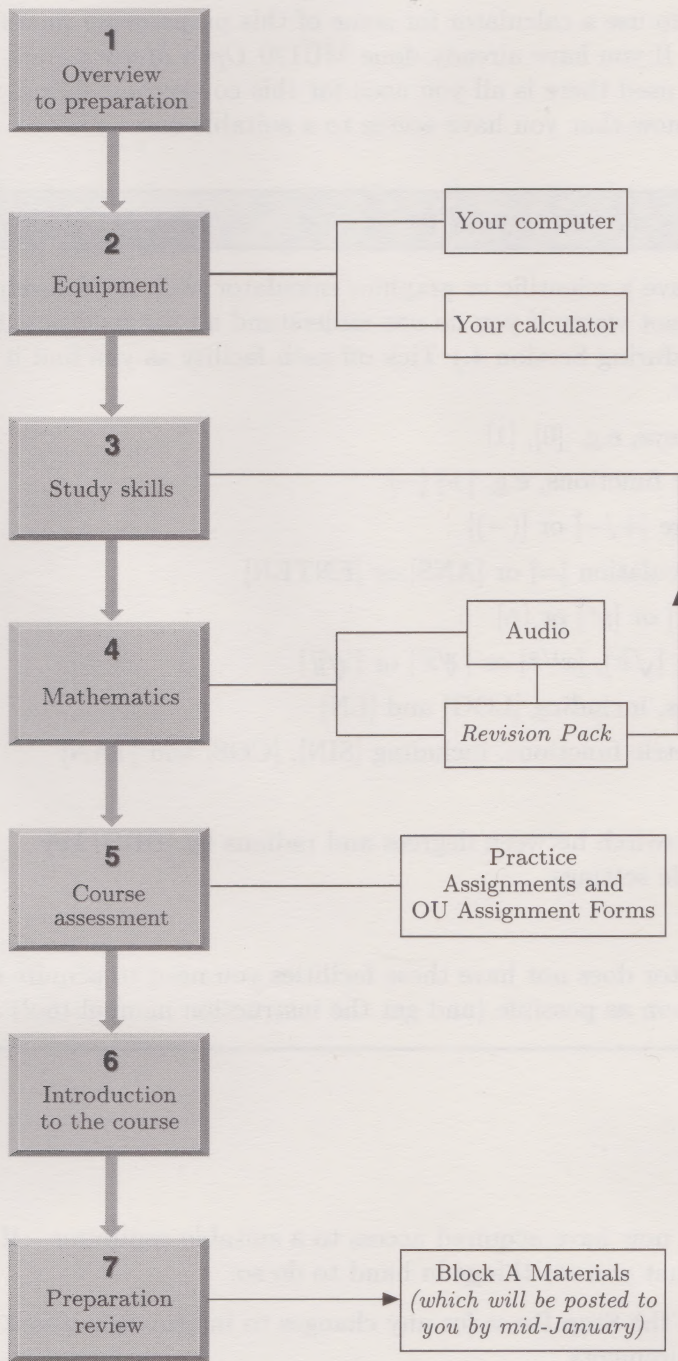 1
Overview
to preparation
2
Equipment
Your computer
Your calculator
3
Study skills
4
Mathematics
Audio
Revision Pack
5
Course
assessment
Practice
Assignments and
OU Assignment Forms
6
Introduction
to the course
7
Preparation
review
Block A Materials
(which will be posted to
you by mid-January)